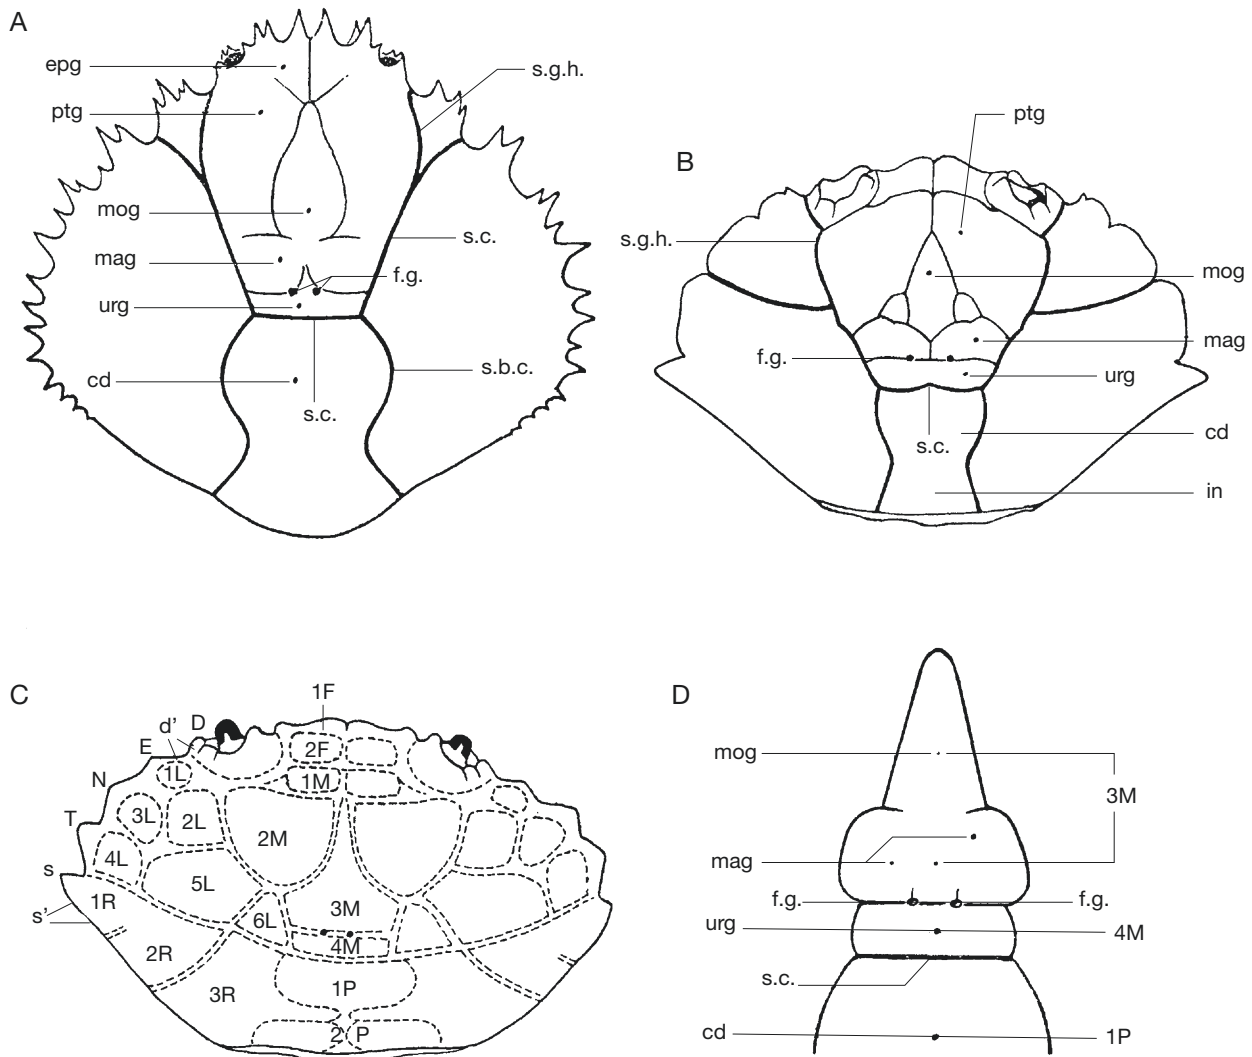 A
epg
ptg
mog
mag
urg
cd
s.g.h.
s.c.
f.g.
s.b.c.
s.c.
B
ptg
s.g.h.
mog
mag
f.g.
urg
s.c.
cd
in
C
1F
d’ D
E
2F
N
1L
1M
T
3L 2L
2M
4L
s
5L
1R
3M
s’
6L
4M
2R
3R
1P
2 P
D
mog
3M
mag
f.g. f.g.
urg 4M
s.c.
cd 1P